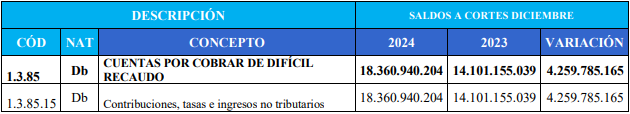 DESCRIPCIÓN SALDOS A CORTES DICIEMBRE
CÓD NAT CONCEPTO 2024 2023 VARIACIÓN
1.3.85 Db CUENTAS POR COBRAR DE DIFÍCIL RECAUDO 18.360.940.204 14.101.155.039 4.259.785.165
1.3.85.15 Db Contribuciones, tasas e ingresos no tributarios 18.360.940.204 14.101.155.039 4.259.785.165